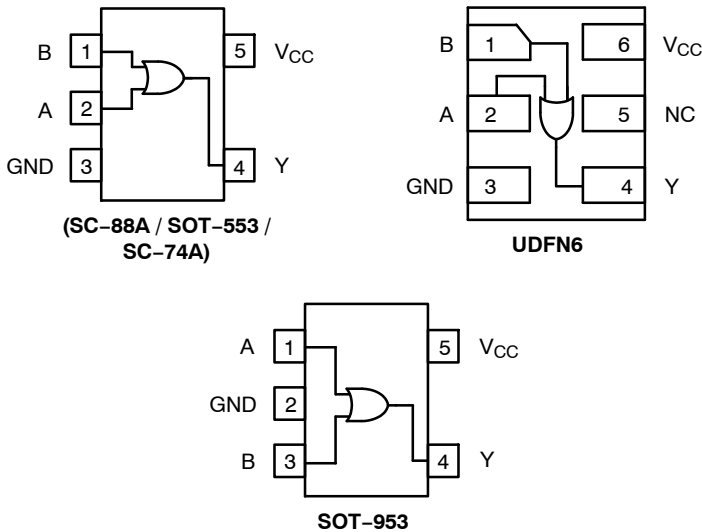 B 1 5 VCC
A 2
GND 3 4 Y
(SC–88A / SOT–553 /
SC–74A)
B 1 6 VCC
A 2 5 NC
GND 3 4 Y
UDFN6
A 1 5 VCC
GND 2
B 3 4 Y
SOT–953